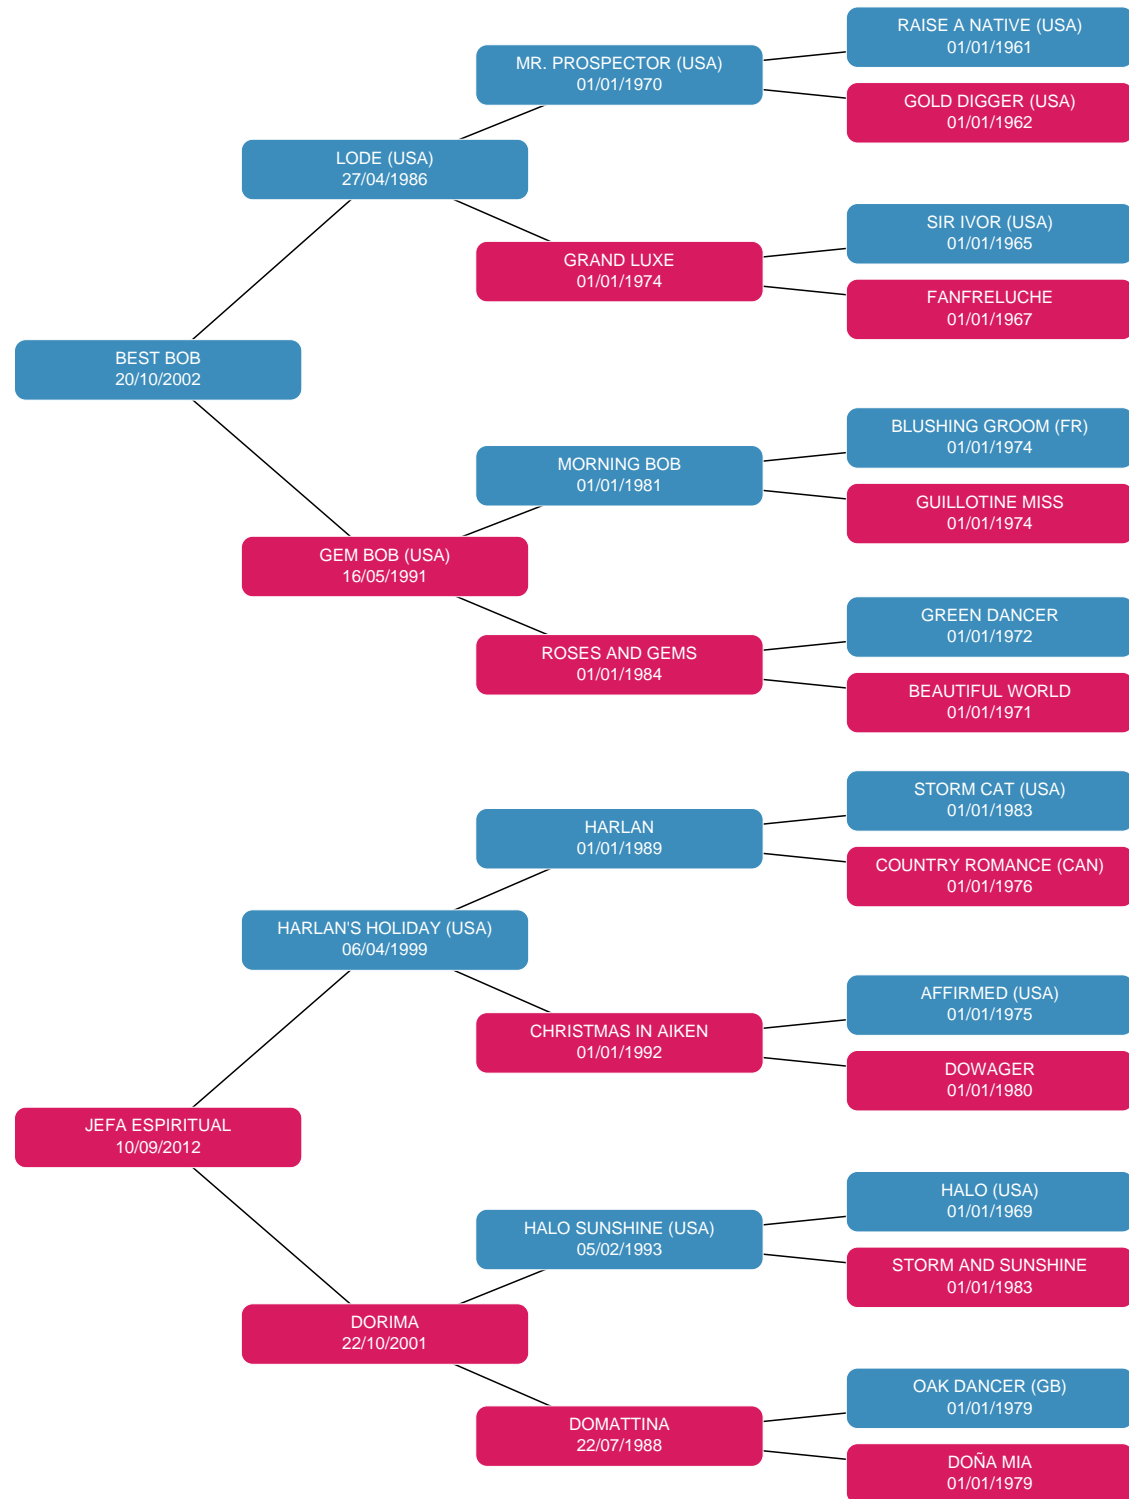 RAISE A NATIVE (USA)
01/01/1961
MR. PROSPECTOR (USA)
01/01/1970
GOLD DIGGER (USA)
01/01/1962
LODE (USA)
27/04/1986
SIR IVOR (USA)
01/01/1965
GRAND LUXE
01/01/1974
FANFRELUCHE
01/01/1967
BEST BOB
20/10/2002
BLUSHING GROOM (FR)
01/01/1974
MORNING BOB
01/01/1981
GUILLOTINE MISS
01/01/1974
GEM BOB (USA)
16/05/1991
GREEN DANCER
01/01/1972
ROSES AND GEMS
01/01/1984
BEAUTIFUL WORLD
01/01/1971
STORM CAT (USA)
01/01/1983
HARLAN
01/01/1989
COUNTRY ROMANCE (CAN)
01/01/1976
HARLAN'S HOLIDAY (USA)
06/04/1999
AFFIRMED (USA)
01/01/1975
CHRISTMAS IN AIKEN
01/01/1992
DOWAGER
01/01/1980
JEFA ESPIRITUAL
10/09/2012
HALO (USA)
01/01/1969
HALO SUNSHINE (USA)
05/02/1993
STORM AND SUNSHINE
01/01/1983
DORIMA
22/10/2001
OAK DANCER (GB)
01/01/1979
DOMATTINA
22/07/1988
DOÑA MIA
01/01/1979